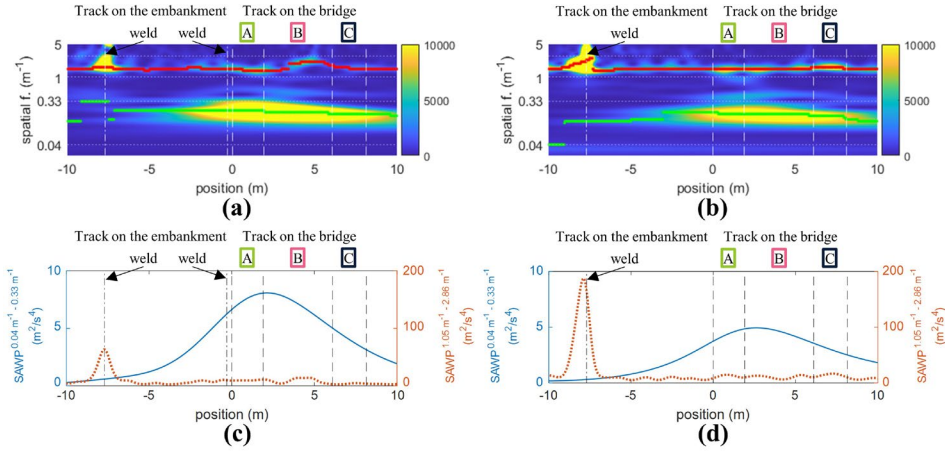 (a)
Track on the embankment Track on the bridge
weld weld A B C
spatial f. (m⁻¹)
5
1
0.33
0.04
-10 -5 0 5 10
position (m)
10000
5000
0
(a)
(b)
Track on the embankment Track on the bridge
weld A B C
spatial f. (m⁻¹)
5
1
0.33
0.04
-10 -5 0 5 10
position (m)
10000
5000
0
(b)
Track on the embankment Track on the bridge
weld weld A B C
SAWP^0.04 m⁻¹ - 0.33 m⁻¹
(m²/s⁴)
10
5
0
-10 -5 0 5 10
position (m)
200
100
0
SAWP^1.05 m⁻¹ - 2.86 m⁻¹
(m²/s⁴)
(c)
Track on the embankment Track on the bridge
weld A B C
SAWP^0.04 m⁻¹ - 0.33 m⁻¹
(m²/s⁴)
10
5
0
-10 -5 0 5 10
position (m)
200
100
0
SAWP^1.05 m⁻¹ - 2.86 m⁻¹
(m²/s⁴)
(d)